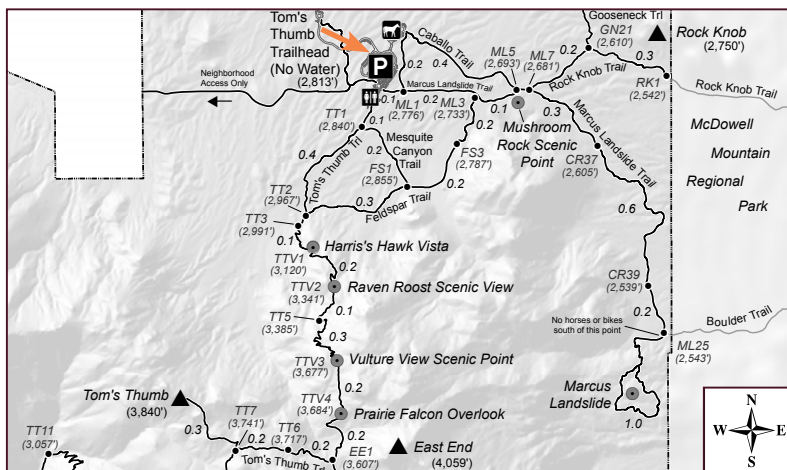 Tom's
Thumb
Trailhead
(No Water)
(2,813')
Neighborhood
Access Only
P
Caballo Trail
Gooseneck Trl
GN21
(2,610')
Rock Knob
(2,750')
0.2
0.4
ML5
(2,693')
ML7
(2,681')
0.2
0.3
RK1
(2,542')
Rock Knob Trail
Rock Knob Trail
Marcus Landslide Trail
0.1
ML1
(2,776')
0.2
ML3
(2,733')
0.1
0.3
Mushroom
Rock Scenic
Point
Marcus Landslide Trail
McDowell
Mountain
Regional
Park
TT1
(2,840')
0.1
0.2
Mesquite
Canyon
Trail
0.2
FS3
(2,787')
CR37
(2,605')
0.4
Tom's Thumb Trl
FS1
(2,855')
0.2
TT2
(2,967')
0.3
Feldspar Trail
0.6
TT3
(2,991')
0.1
Harris's Hawk Vista
TTV1
(3,120')
0.2
TTV2
(3,341')
Raven Roost Scenic View
CR39
(2,539')
0.1
TT5
(3,385')
0.2
No horses or bikes
south of this point
Boulder Trail
0.3
ML25
(2,543')
TTV3
(3,677')
Vulture View Scenic Point
Tom's Thumb
(3,840')
0.2
Marcus
Landslide
TTV4
(3,684')
Prairie Falcon Overlook
1.0
TT11
(3,057')
0.3
TT7
(3,741')
0.2
TT6
(3,717')
0.2
0.2
EE1
(3,607')
East End
(4,059')
Tom's Thumb Trl
N
W
E
S